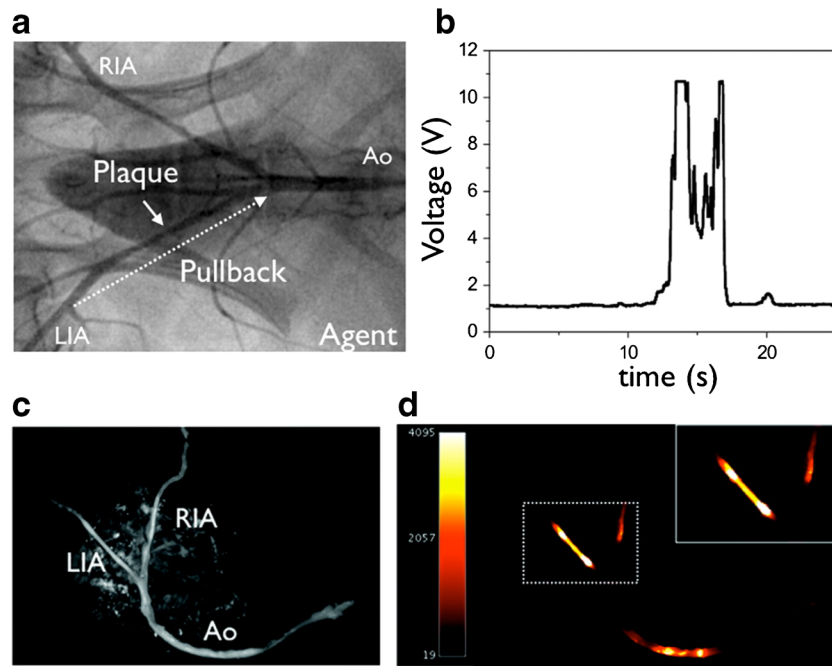 a
RIA
Ao
Plaque
Pullback
LIA
Agent
b
12
10
8
6
4
2
0
Voltage (V)
0
10
20
time (s)
c
RIA
LIA
Ao
d
4095
2057
19